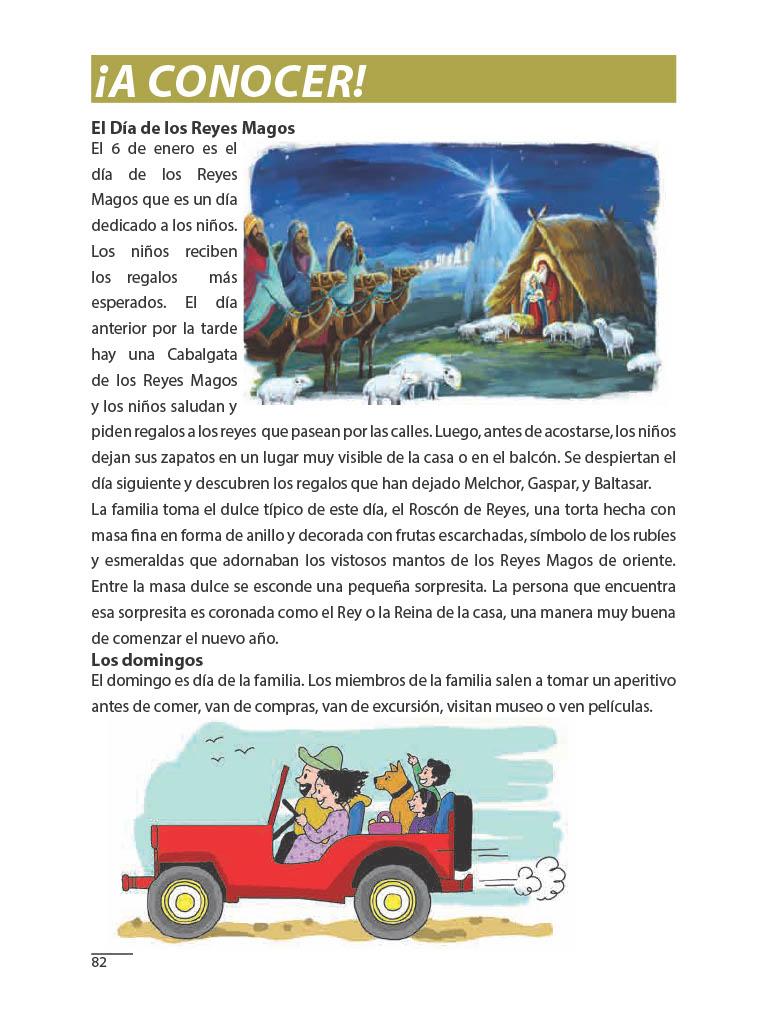 ¡A CONOCER!
El Día de los Reyes Magos
El 6 de enero es el
día de los Reyes
Magos que es un día
dedicado a los niños.
Los niños reciben
los regalos más
esperados. El día
anterior por la tarde
hay una Cabalgata
de los Reyes Magos
y los niños saludan y
piden regalos a los reyes que pasean por las calles. Luego, antes de acostarse, los niños
dejan sus zapatos en un lugar muy visible de la casa o en el balcón. Se despiertan el
día siguiente y descubren los regalos que han dejado Melchor, Gaspar, y Baltasar.
La familia toma el dulce típico de este día, el Roscón de Reyes, una torta hecha con
masa fina en forma de anillo y decorada con frutas escarchadas, símbolo de los rubíes
y esmeraldas que adornaban los vistosos mantos de los Reyes Magos de oriente.
Entre la masa dulce se esconde una pequeña sorpresita. La persona que encuentra
esa sorpresita es coronada como el Rey o la Reina de la casa, una manera muy buena
de comenzar el nuevo año.
Los domingos
El domingo es día de la familia. Los miembros de la familia salen a tomar un aperitivo
antes de comer, van de compras, van de excursión, visitan museo o ven películas.
82